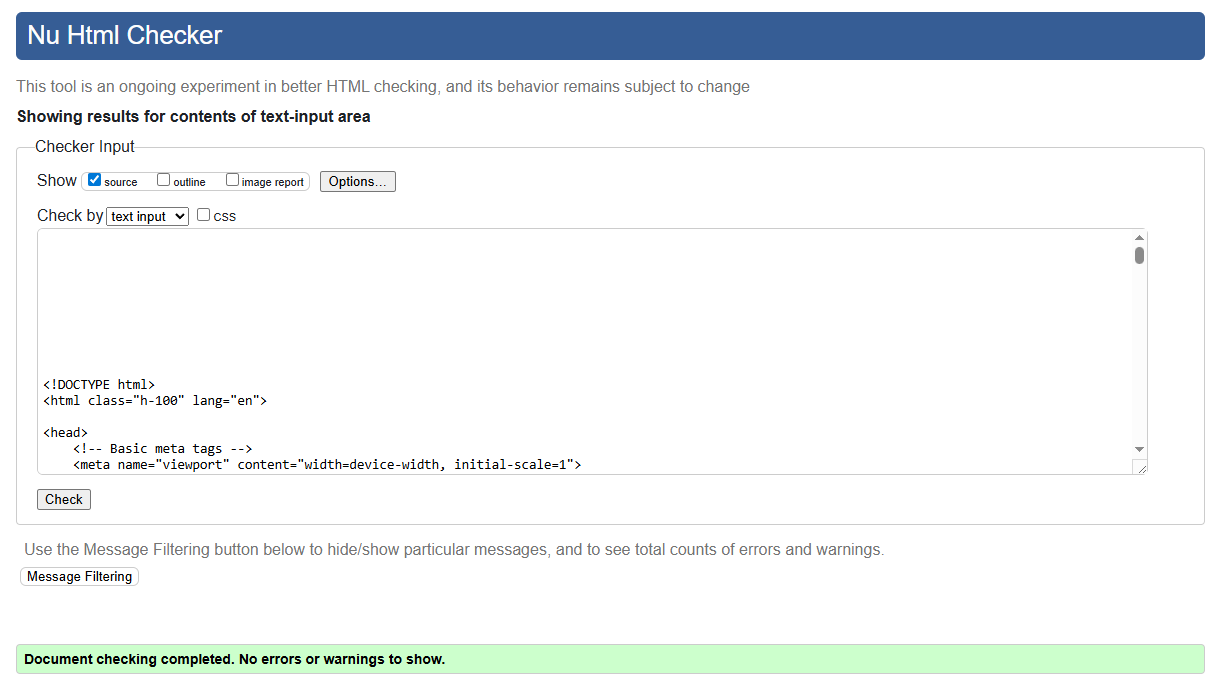 Nu Html Checker
This tool is an ongoing experiment in better HTML checking, and its behavior remains subject to change
Showing results for contents of text-input area
Checker Input
Show source outline image report Options...
Check by text input css
<!DOCTYPE html>
<html class="h-100" lang="en">
<head>
    <!-- Basic meta tags -->
    <meta name="viewport" content="width=device-width, initial-scale=1">
Check
Use the Message Filtering button below to hide/show particular messages, and to see total counts of errors and warnings.
Message Filtering
Document checking completed. No errors or warnings to show.